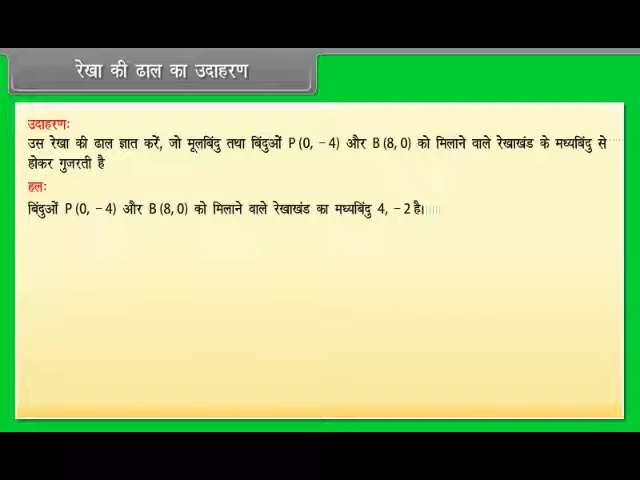 रेखा की ढाल का उदाहरण
उदाहरण:
उस रेखा की ढाल ज्ञात करें, जो मूलबिंदु तथा बिंदुओं P (0, − 4) और B (8, 0) को मिलाने वाले रेखाखंड के मध्यबिंदु से
होकर गुजरती है
हल:
बिंदुओं P (0, − 4) और B (8, 0) को मिलाने वाले रेखाखंड का मध्यबिंदु 4, − 2 है।